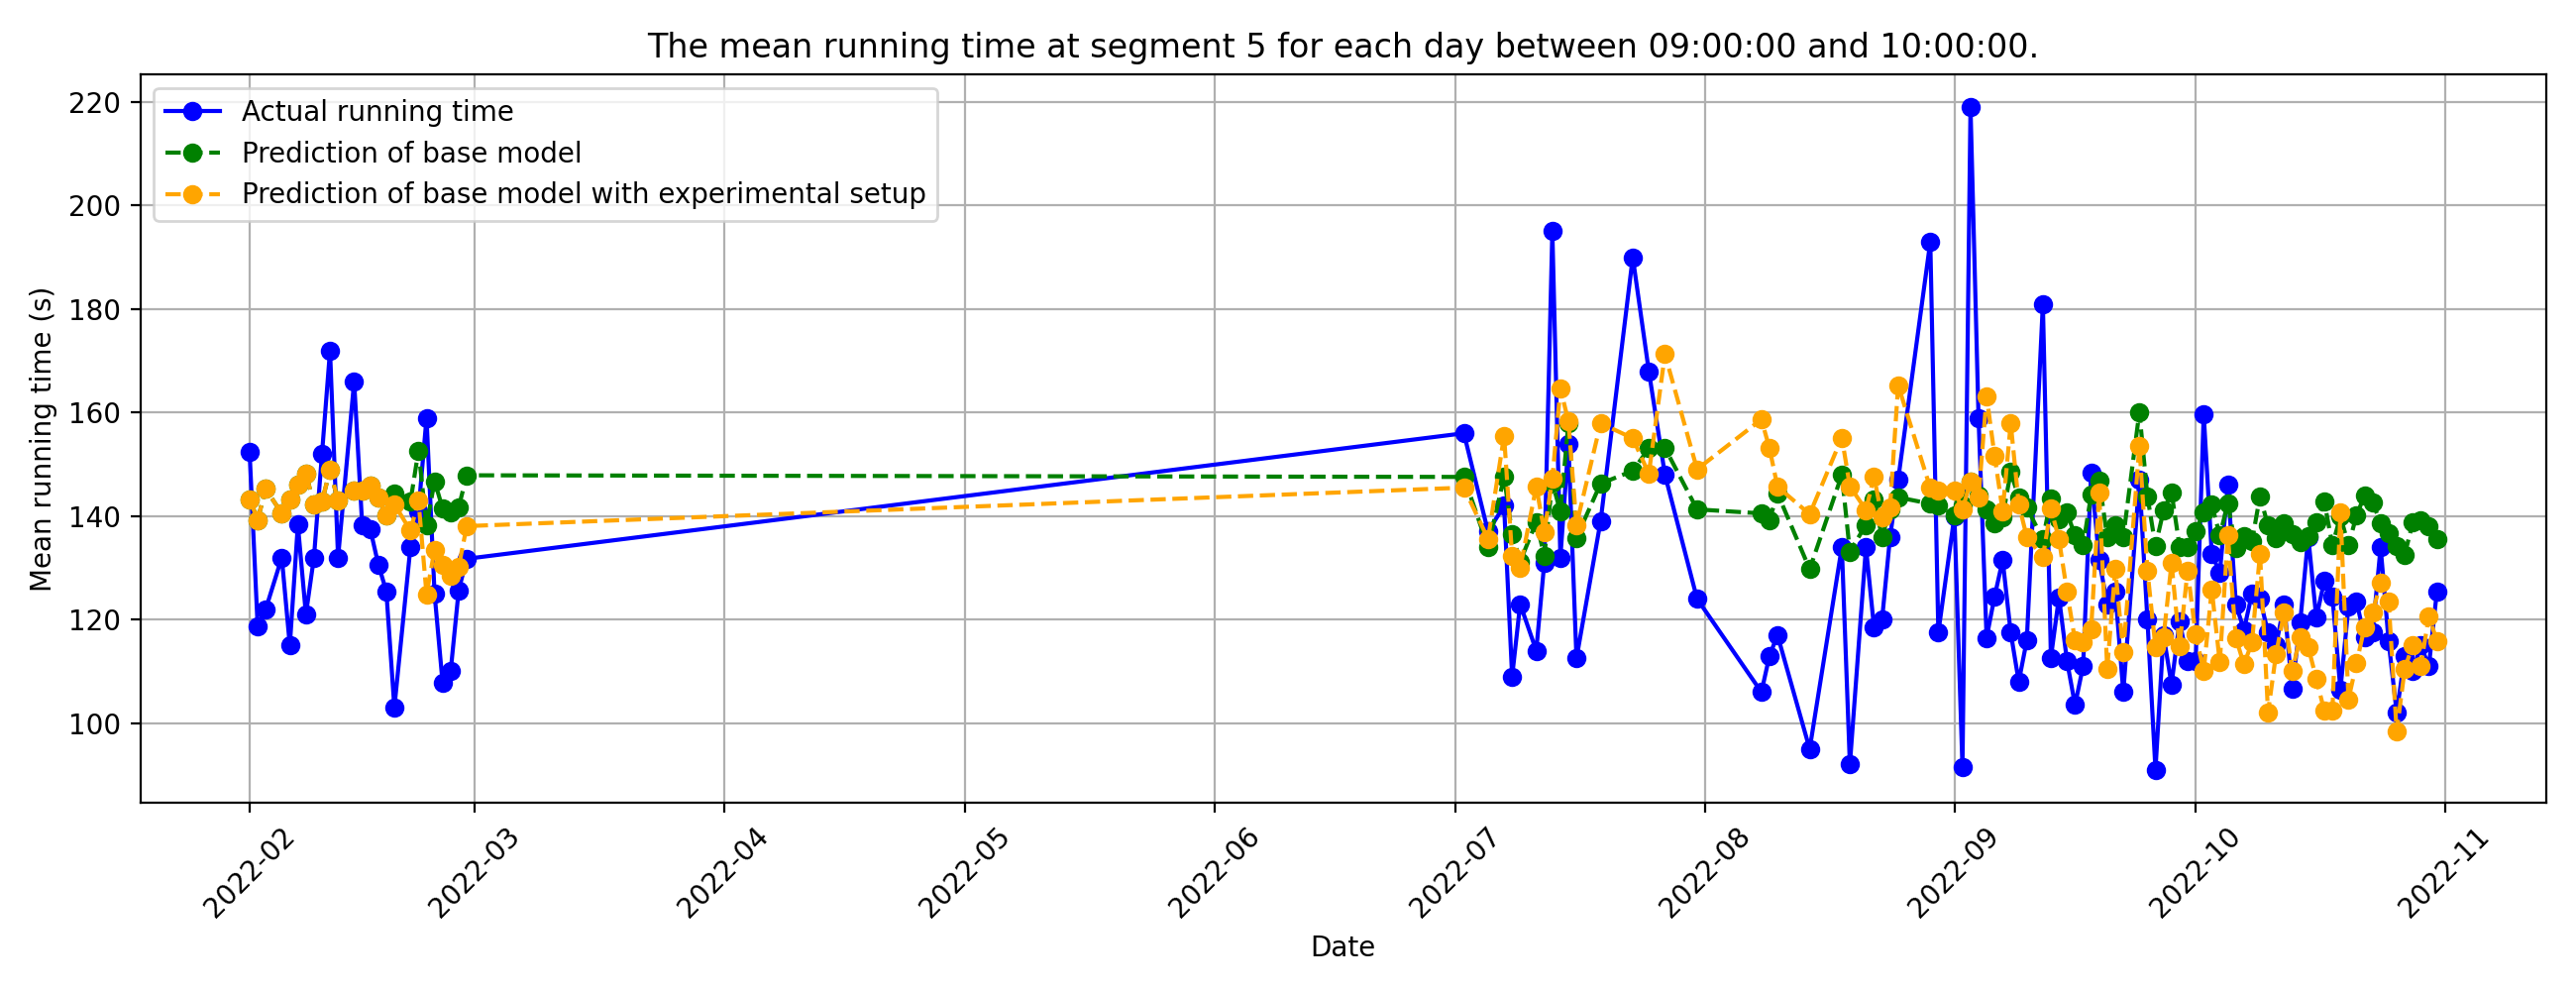 The mean running time at segment 5 for each day between 09:00:00 and 10:00:00.
Actual running time
Prediction of base model
Prediction of base model with experimental setup
Mean running time (s)
220
200
180
160
140
120
100
2022-02
2022-03
2022-04
2022-05
2022-06
2022-07
2022-08
2022-09
2022-10
2022-11
Date